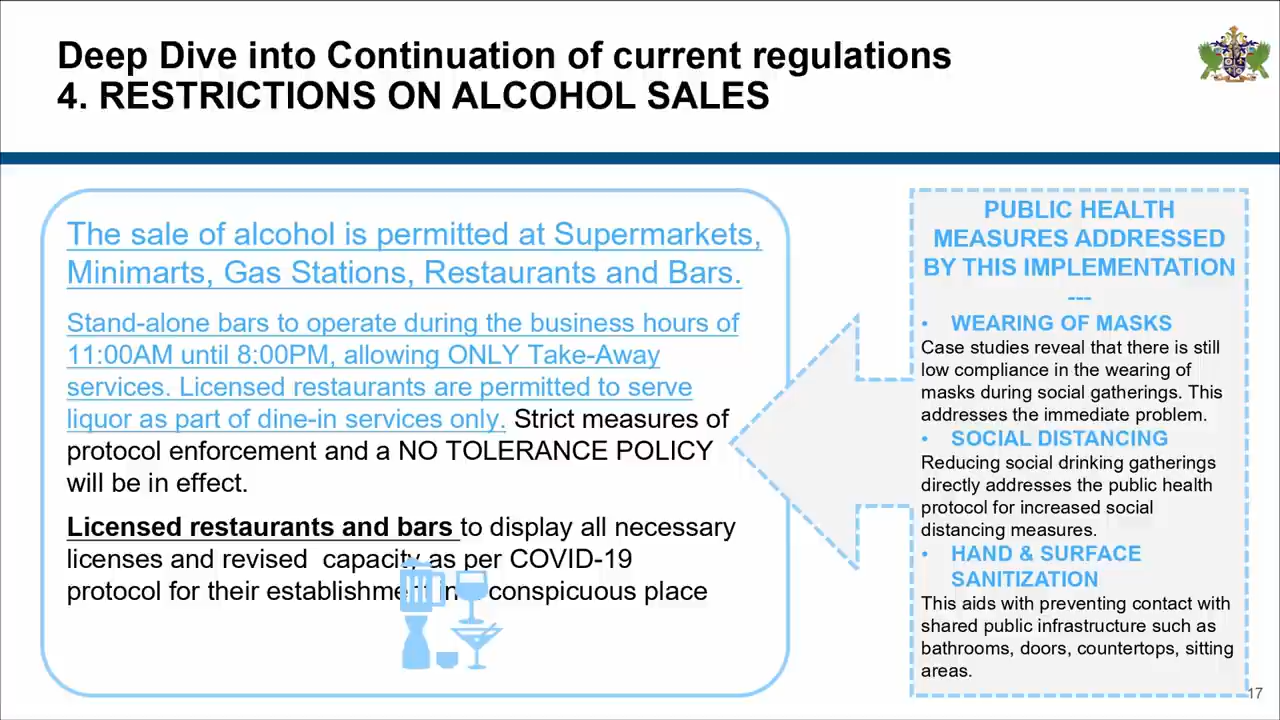 Deep Dive into Continuation of current regulations
4. RESTRICTIONS ON ALCOHOL SALES
The sale of alcohol is permitted at Supermarkets,
Minimarts, Gas Stations, Restaurants and Bars.
Stand-alone bars to operate during the business hours of
11:00AM until 8:00PM, allowing ONLY Take-Away
services. Licensed restaurants are permitted to serve
liquor as part of dine-in services only. Strict measures of
protocol enforcement and a NO TOLERANCE POLICY
will be in effect.
Licensed restaurants and bars to display all necessary
licenses and revised capacity as per COVID-19
protocol for their establishment in conspicuous place
PUBLIC HEALTH
MEASURES ADDRESSED
BY THIS IMPLEMENTATION
---
• WEARING OF MASKS
Case studies reveal that there is still
low compliance in the wearing of
masks during social gatherings. This
addresses the immediate problem.
• SOCIAL DISTANCING
Reducing social drinking gatherings
directly addresses the public health
protocol for increased social
distancing measures.
• HAND & SURFACE
SANITIZATION
This aids with preventing contact with
shared public infrastructure such as
bathrooms, doors, countertops, sitting
areas.
17